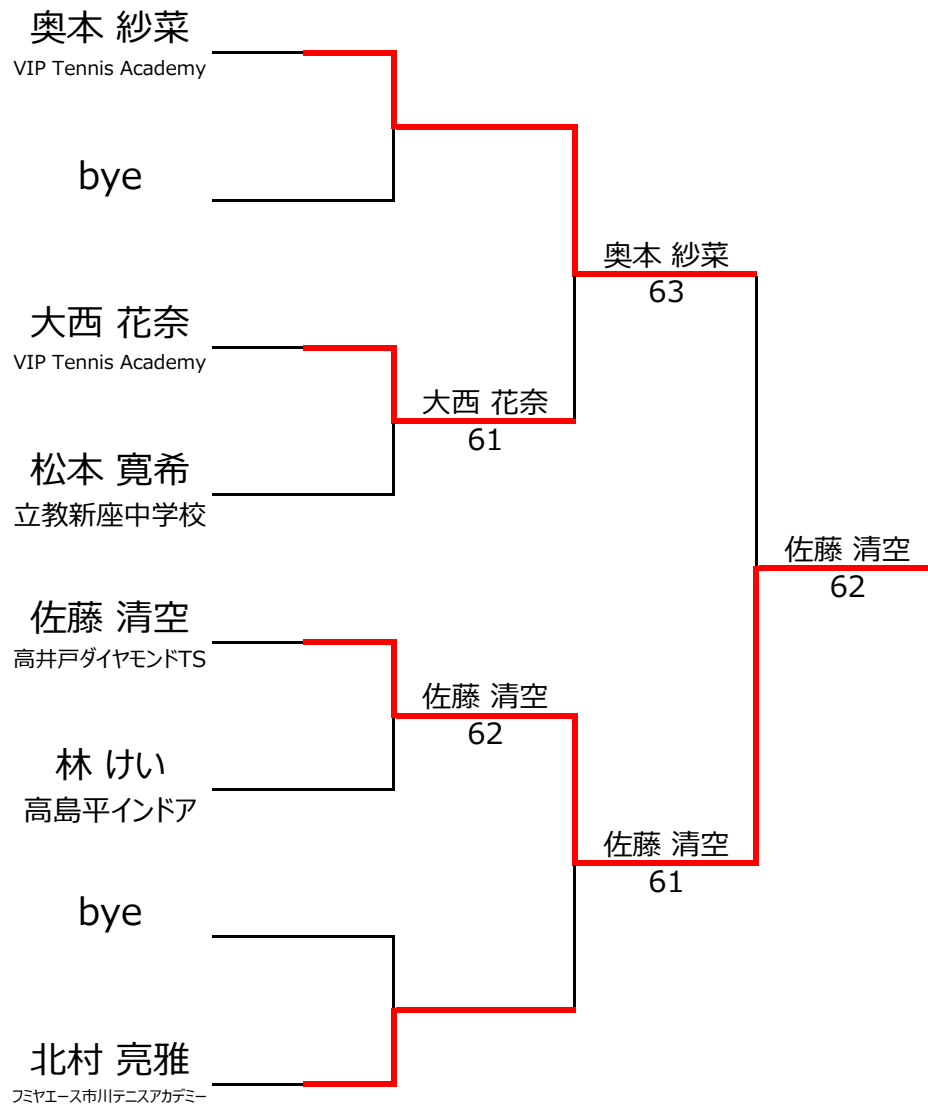 奥本 紗菜
VIP Tennis Academy
bye
大西 花奈
VIP Tennis Academy
松本 寛希
立教新座中学校
佐藤 清空
高井戸ダイヤモンドTS
林 けい
高島平インドア
bye
北村 亮雅
フミヤエース市川テニスアカデミー
大西 花奈
61
佐藤 清空
62
奥本 紗菜
63
佐藤 清空
61
佐藤 清空
62